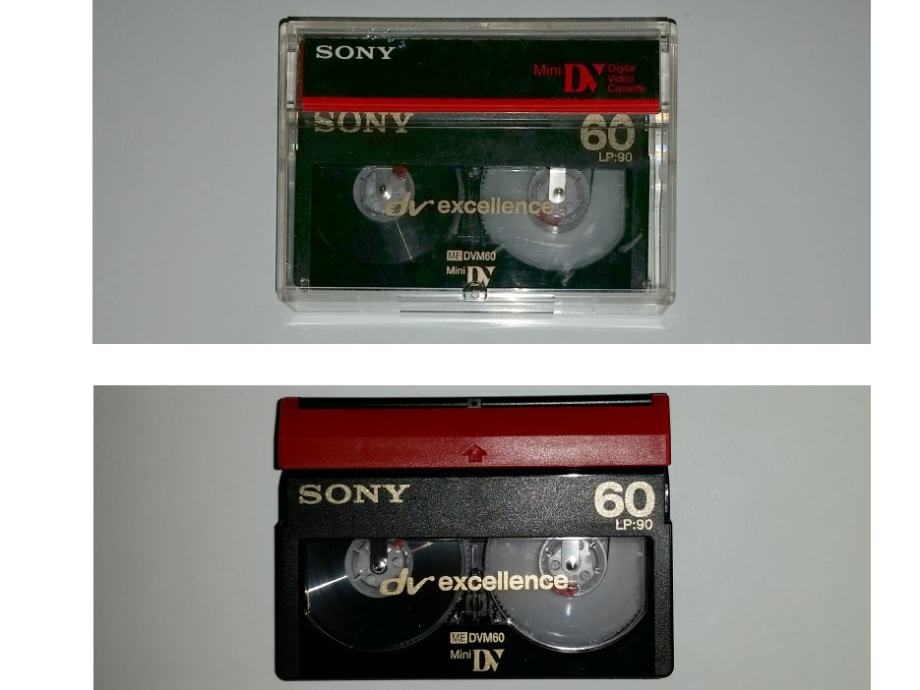 SONY
Mini DV Digital
Video
Cassette
SONY 60
LP:90
dv excellence
ME DVM60
Mini DV
SONY 60
LP:90
dv excellence
ME DVM60
Mini DV